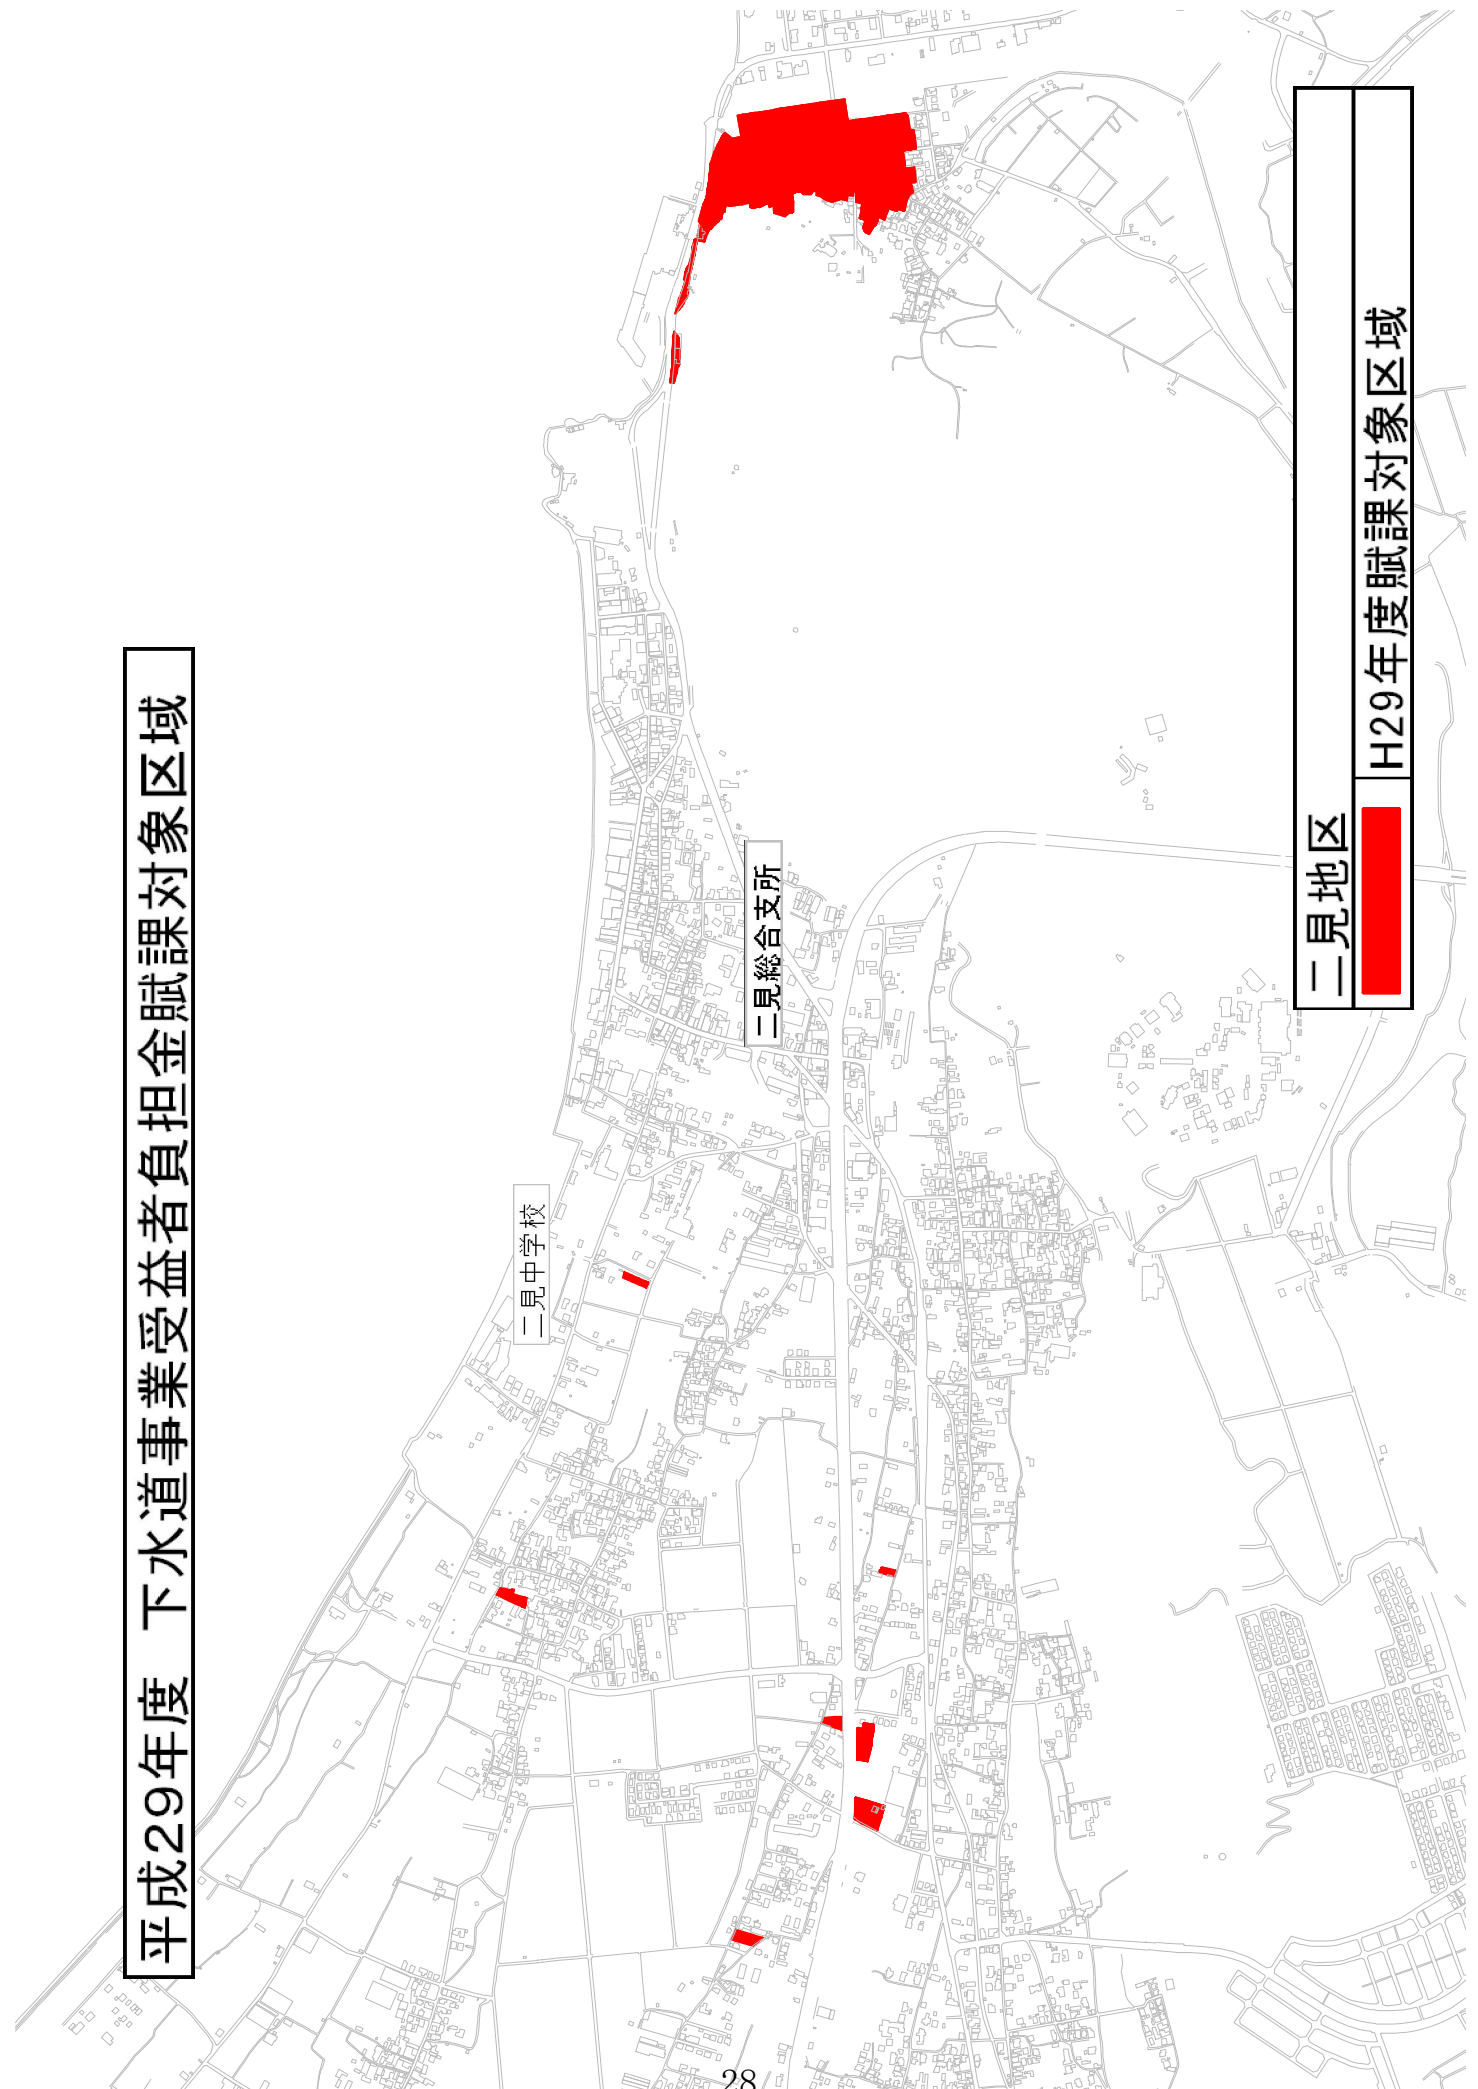 平成29年度　下水道事業受益者負担金賦課対象区域
二見中学校
二見総合支所
二見地区
H29年度賦課対象区域
28